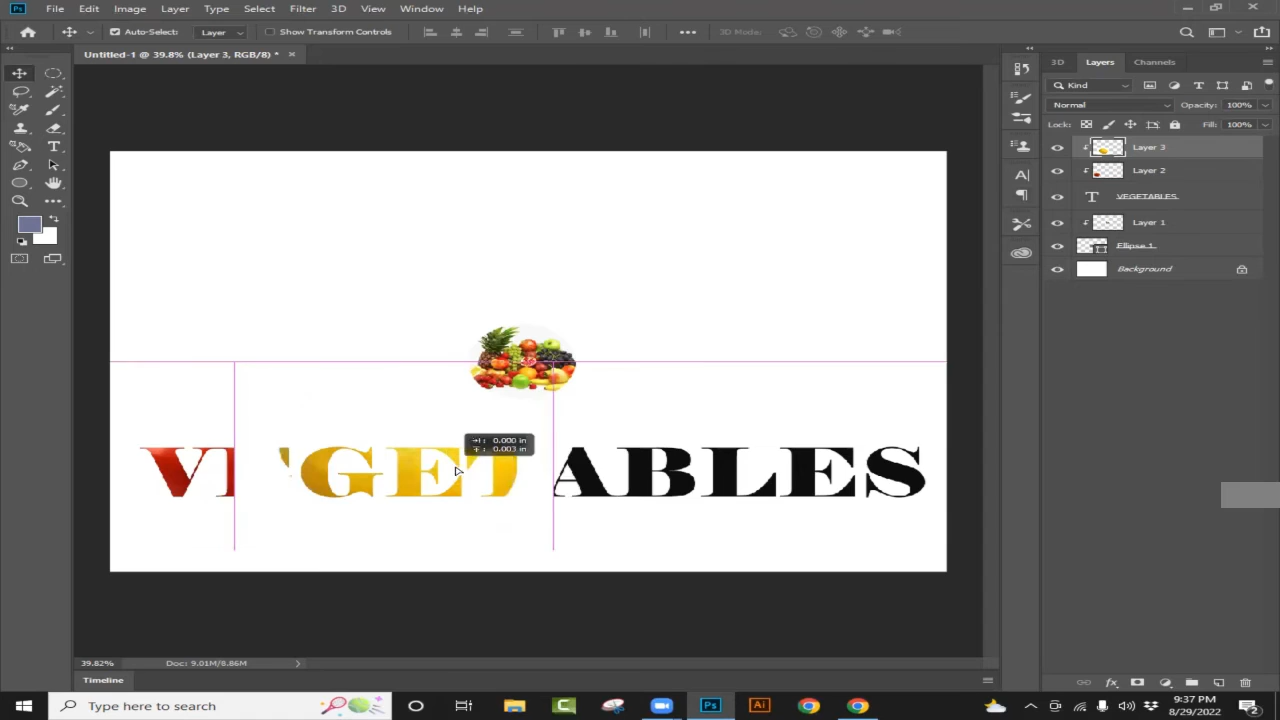 File Edit Image Layer Type Select Filter 3D View Window Help
Auto-Select: Layer Show Transform Controls 3D Mode:
Untitled-1 @ 39.8% (Layer 3, RGB/8) *
3D Layers Channels
Kind
Normal Opacity: 100%
Lock: Fill: 100%
Layer 3
Layer 2
VEGETABLES
Layer 1
Ellipse 1
Background
0.000 in
0.003 in
VEGETABLES
39.82% Doc: 9.01M/8.86M
Timeline
Type here to search
9:37 PM
8/29/2022
2